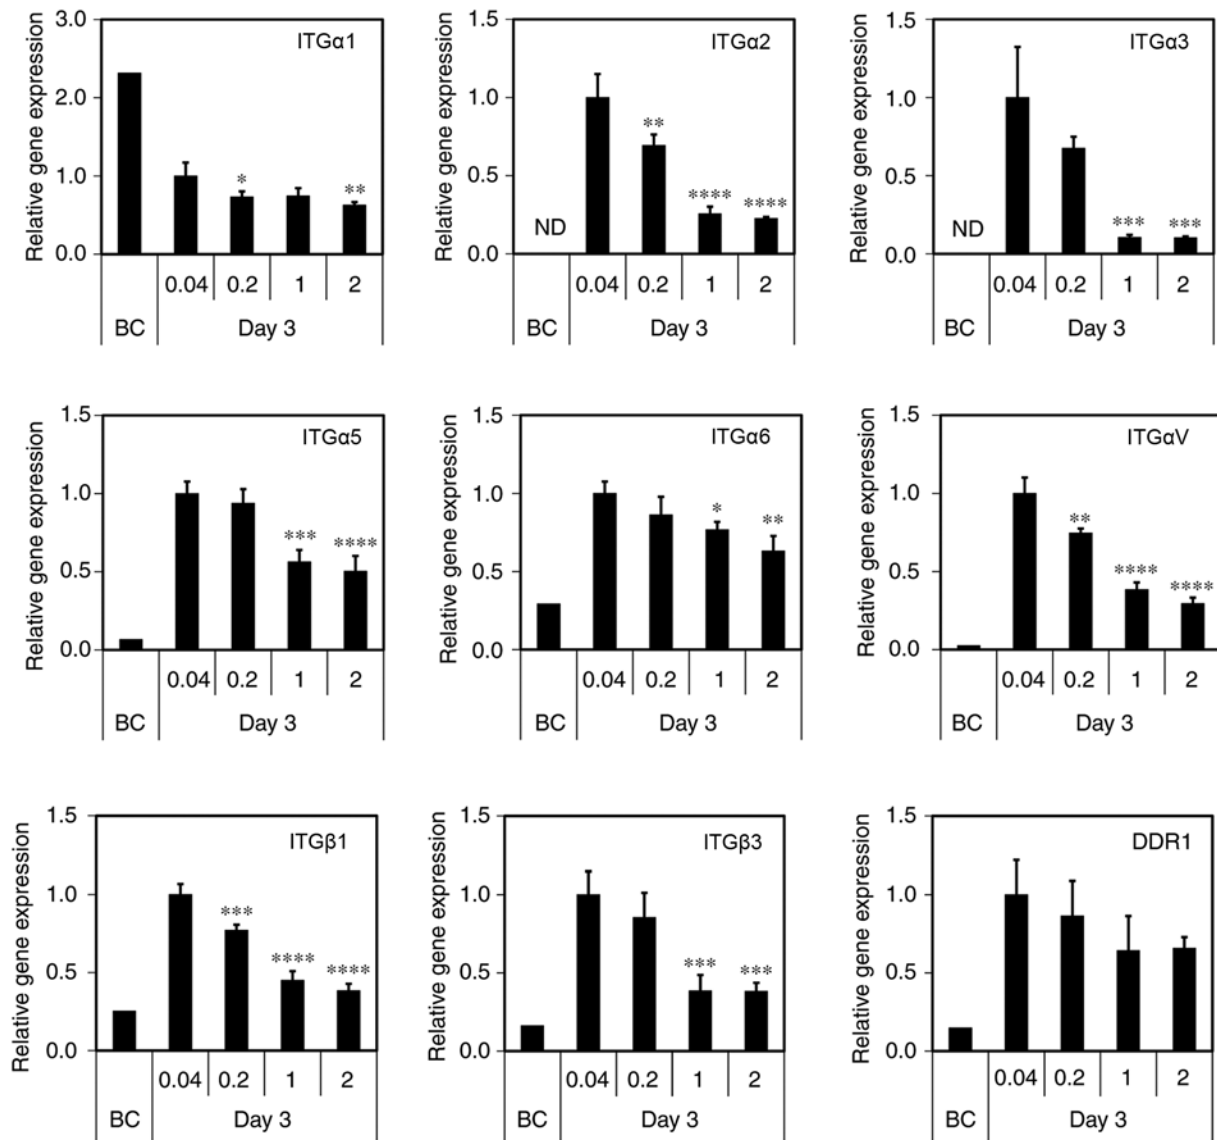 Relative gene expression
3.0
2.0
1.0
0.0
ITGα1
*
**
0.04 0.2 1 2
BC Day 3
Relative gene expression
1.5
1.0
0.5
0.0
ITGα2
ND
**
**** ****
0.04 0.2 1 2
BC Day 3
Relative gene expression
1.5
1.0
0.5
0.0
ITGα3
ND
*** ***
0.04 0.2 1 2
BC Day 3
Relative gene expression
1.5
1.0
0.5
0.0
ITGα5
*** ****
0.04 0.2 1 2
BC Day 3
Relative gene expression
1.5
1.0
0.5
0.0
ITGα6
* **
0.04 0.2 1 2
BC Day 3
Relative gene expression
1.5
1.0
0.5
0.0
ITGαV
**
**** ****
0.04 0.2 1 2
BC Day 3
Relative gene expression
1.5
1.0
0.5
0.0
ITGβ1
***
**** ****
0.04 0.2 1 2
BC Day 3
Relative gene expression
1.5
1.0
0.5
0.0
ITGβ3
*** ***
0.04 0.2 1 2
BC Day 3
Relative gene expression
1.5
1.0
0.5
0.0
DDR1
0.04 0.2 1 2
BC Day 3